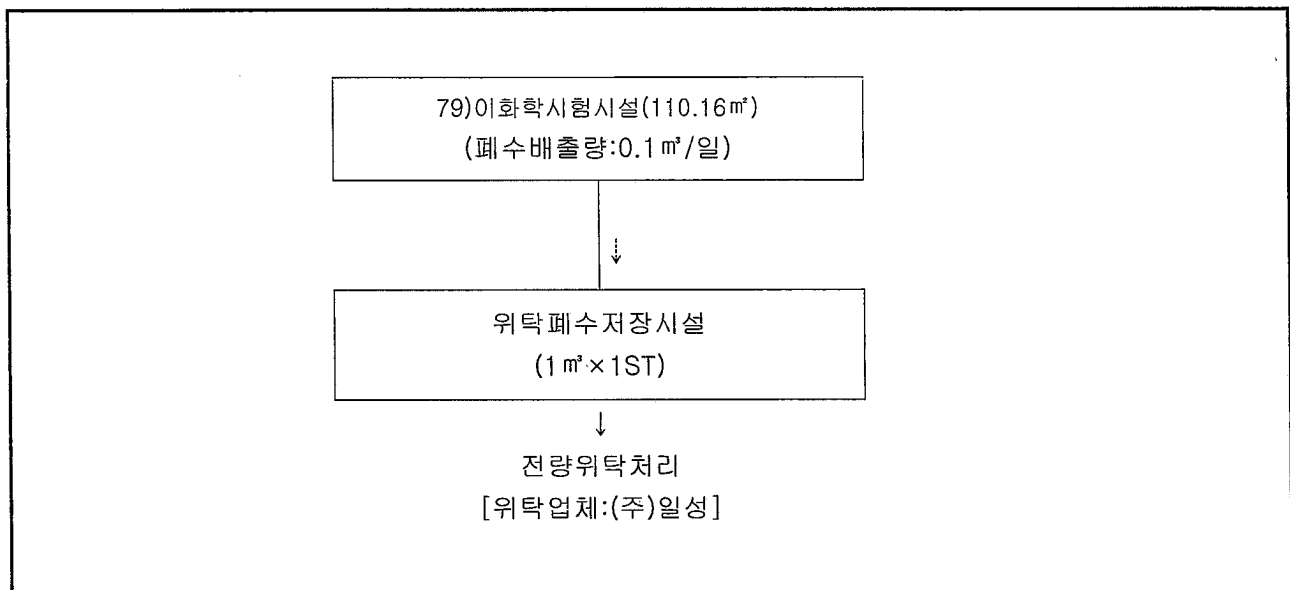 79)이화학시험시설(110.16㎡)
(폐수배출량:0.1㎥/일)
위탁폐수저장시설
(1㎥×1ST)
전량위탁처리
[위탁업체:(주)일성]